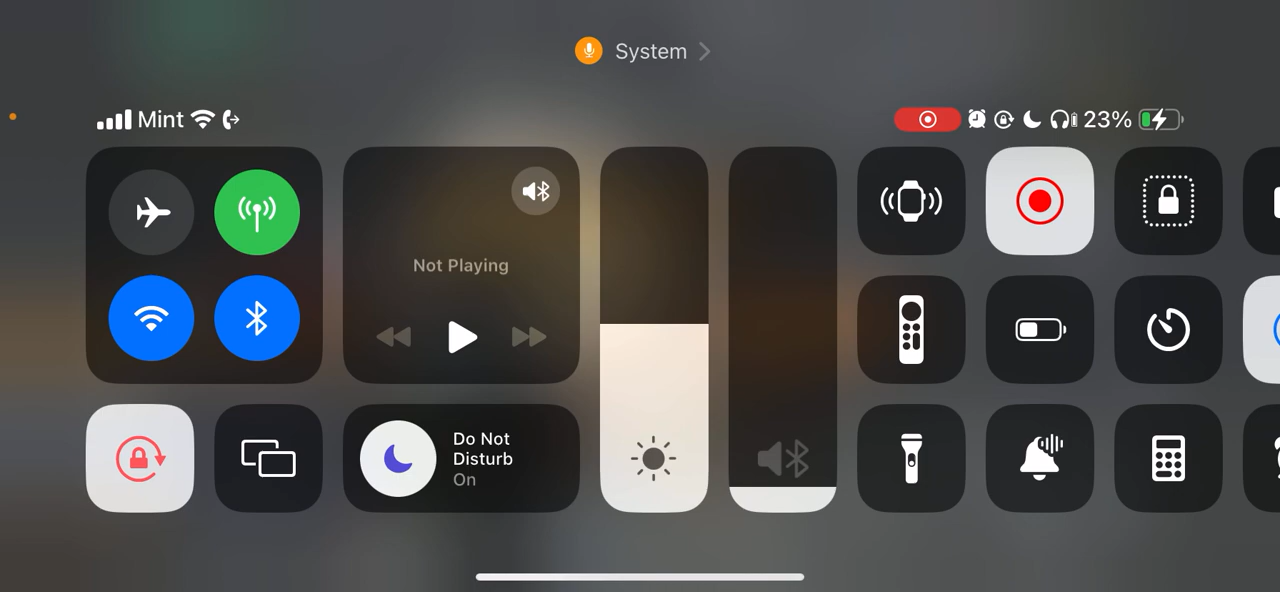 System
Mint
23%
Not Playing
Do Not
Disturb
On